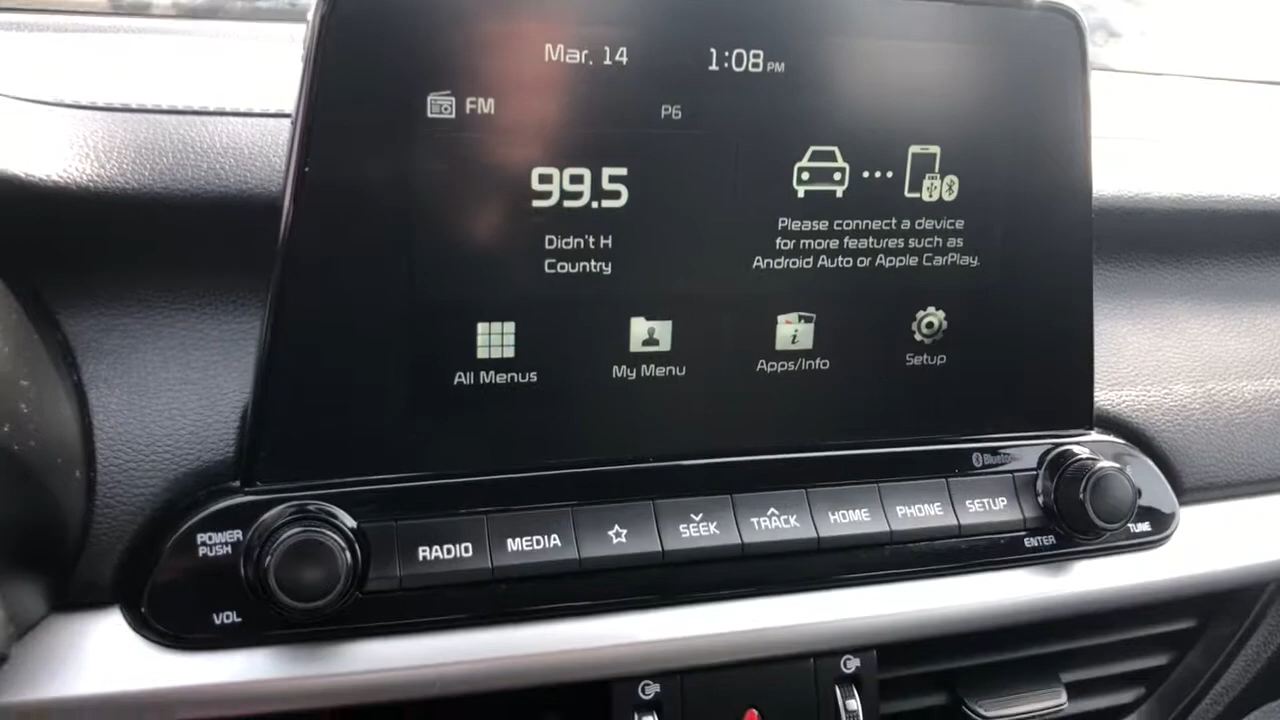 Mar. 14 1:08 PM
FM P6
99.5
Didn't H
Country
Please connect a device
for more features such as
Android Auto or Apple CarPlay.
All Menus My Menu Apps/Info Setup
Bluetooth
POWER
PUSH
VOL
RADIO MEDIA SEEK TRACK HOME PHONE SETUP
ENTER
TUNE